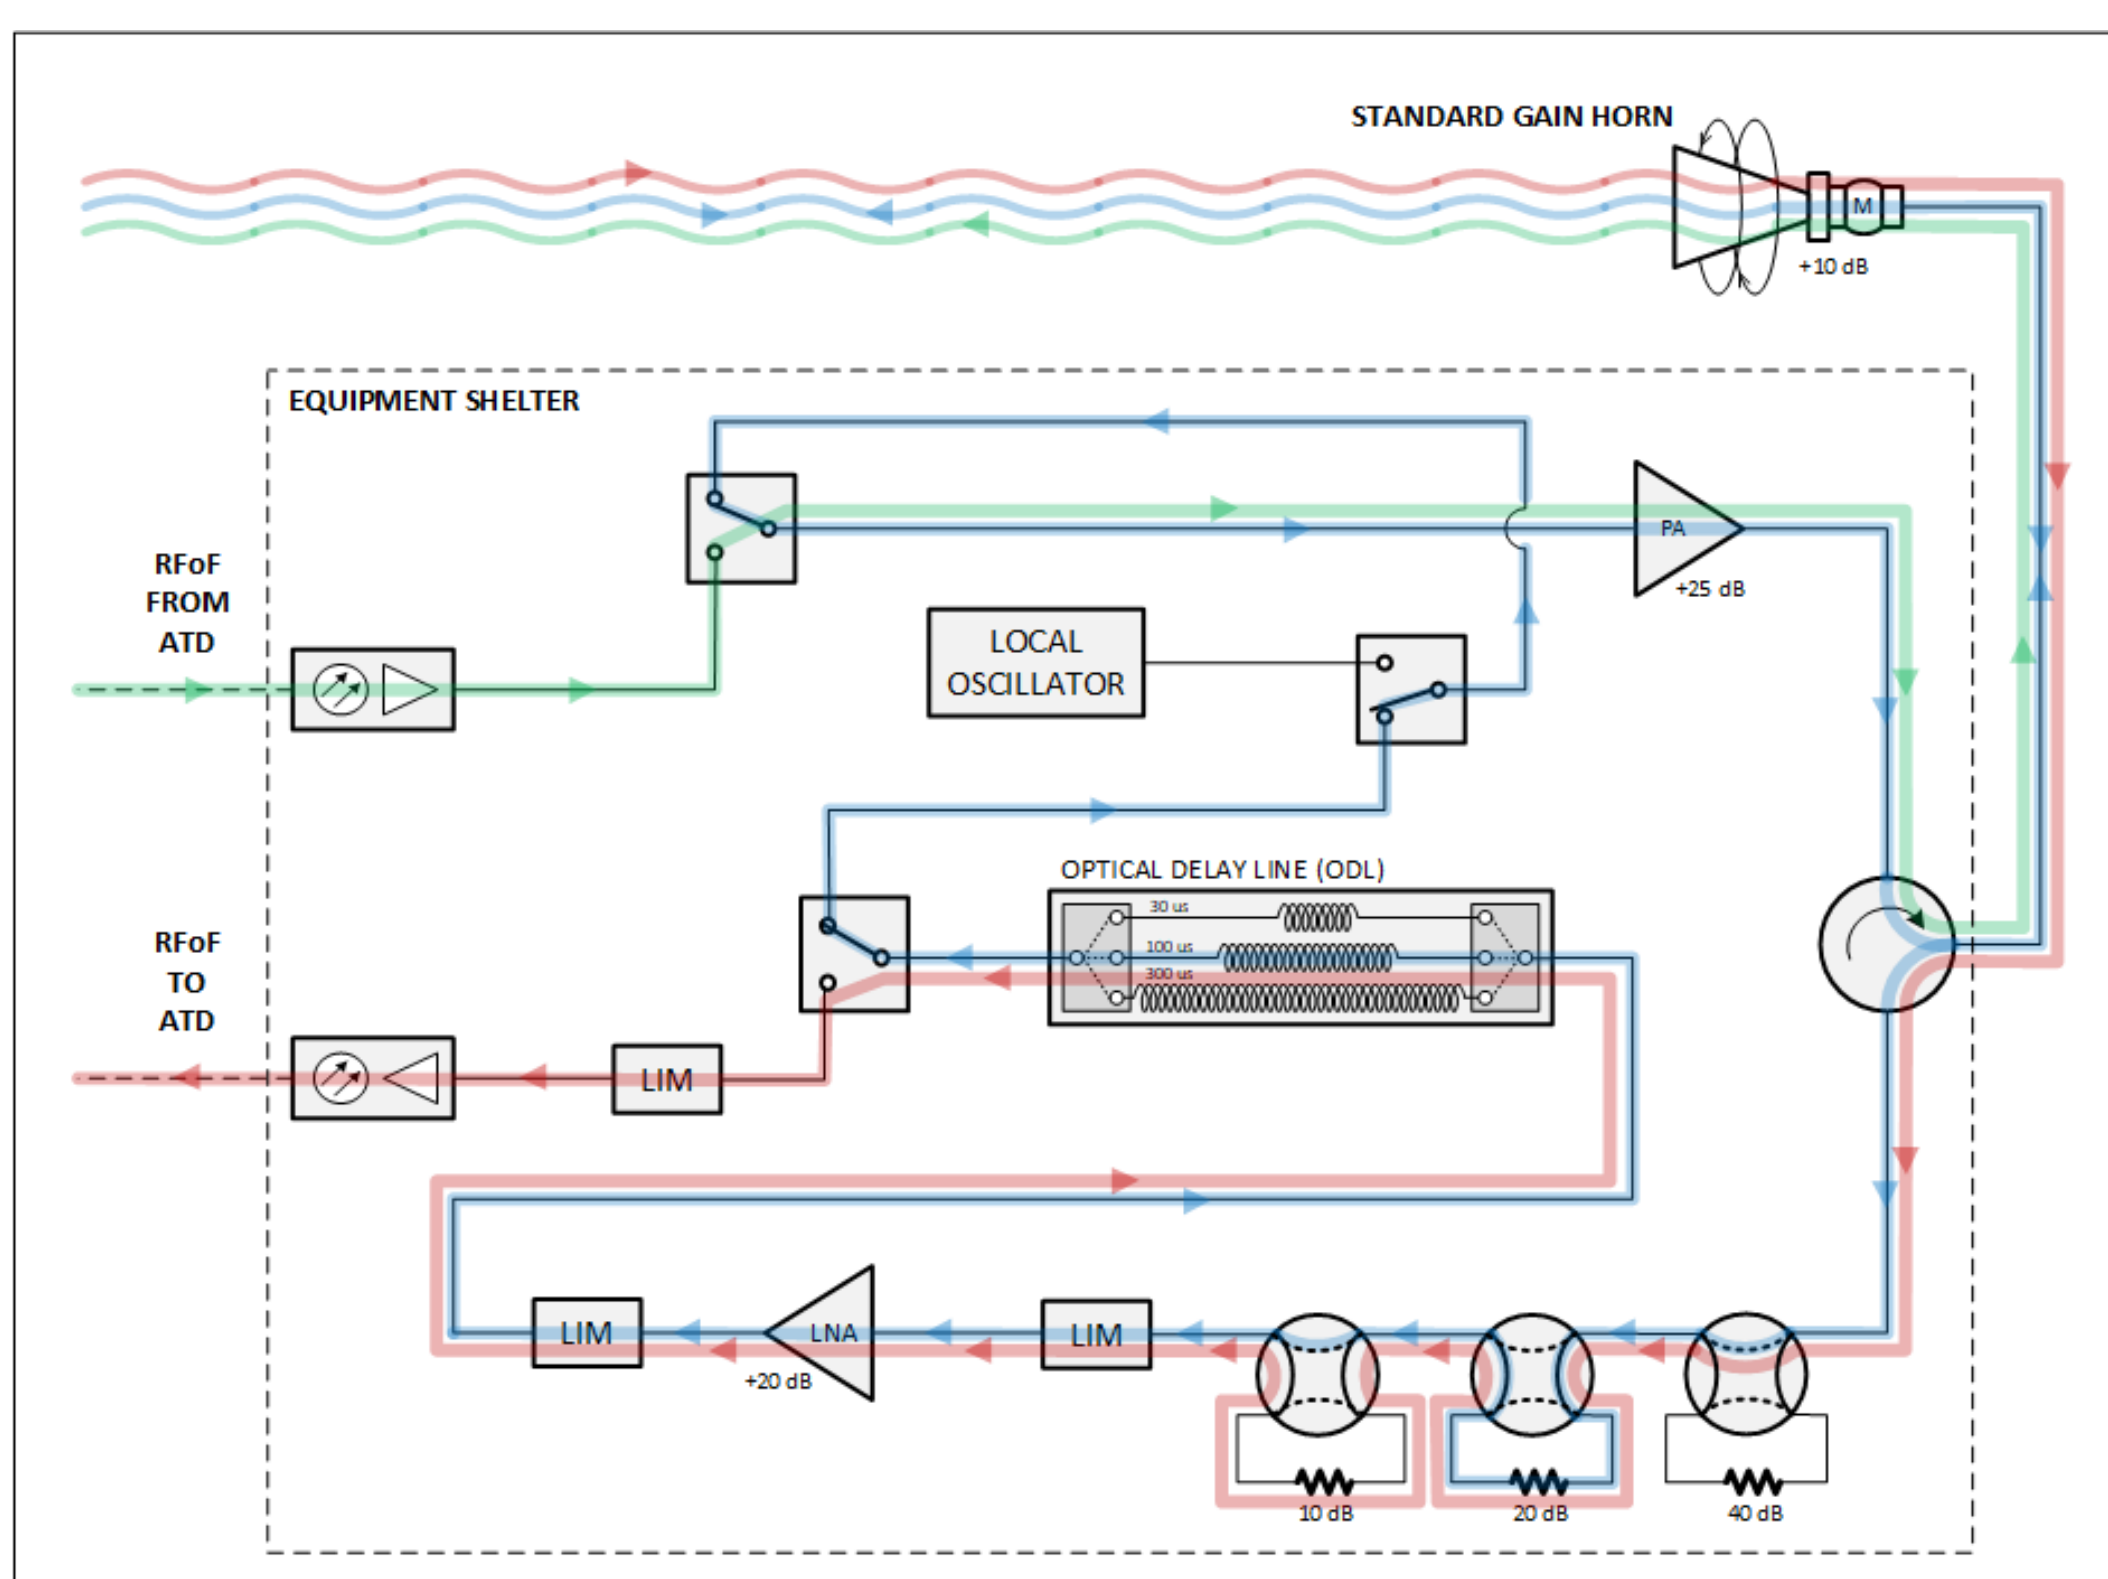 STANDARD GAIN HORN
M
+10 dB
EQUIPMENT SHELTER
RFoF
FROM
ATD
PA
+25 dB
LOCAL
OSCILLATOR
OPTICAL DELAY LINE (ODL)
30 us
100 us
300 us
RFoF
TO
ATD
LIM
LIM
LNA
+20 dB
LIM
10 dB
20 dB
40 dB